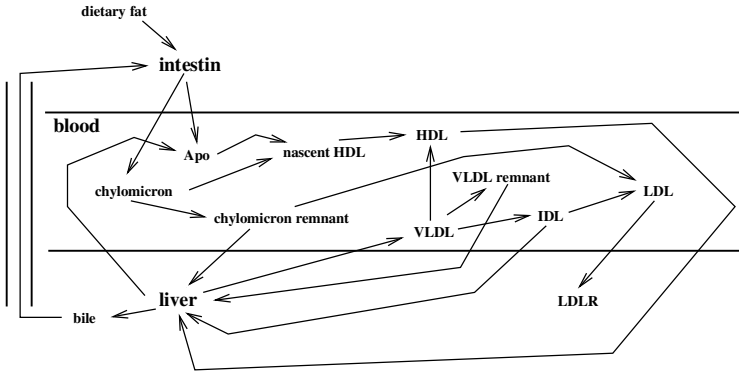 dietary fat
intestin
blood
Apo
nascent HDL
HDL
chylomicron
VLDL remnant
LDL
chylomicron remnant
VLDL
IDL
liver
LDLR
bile